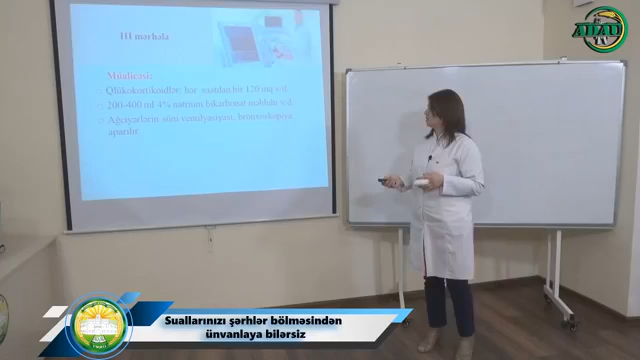 III mərhələ
Müalicəsi:
Qlükokortikoidlər hər saatdan bir 120 mq v/d.
200-400 ml 4% natrium bikarbonat məhlulu v/d
Ağciyərlərin süni ventilyasiyası, bronxoskopiya
aparılır.
ADAU
TV
Suallarınızı şərhlər bölməsindən
ünvanlaya bilərsiz